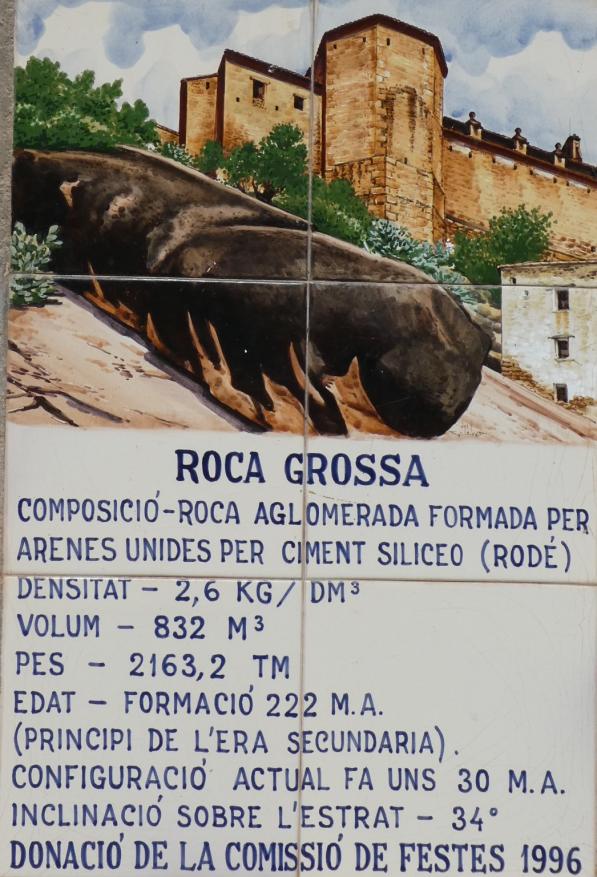 ROCA GROSSA
COMPOSICIÓ-ROCA AGLOMERADA FORMADA PER
ARENES UNIDES PER CIMENT SILICEO (RODÉ)
DENSITAT - 2,6 KG/ DM³
VOLUM - 832 M³
PES - 2163,2 TM
EDAT - FORMACIÓ 222 M.A.
(PRINCIPI DE L'ERA SECUNDARIA).
CONFIGURACIÓ ACTUAL FA UNS 30 M.A.
INCLINACIÓ SOBRE L'ESTRAT - 34°
DONACIÓ DE LA COMISSIÓ DE FESTES 1996